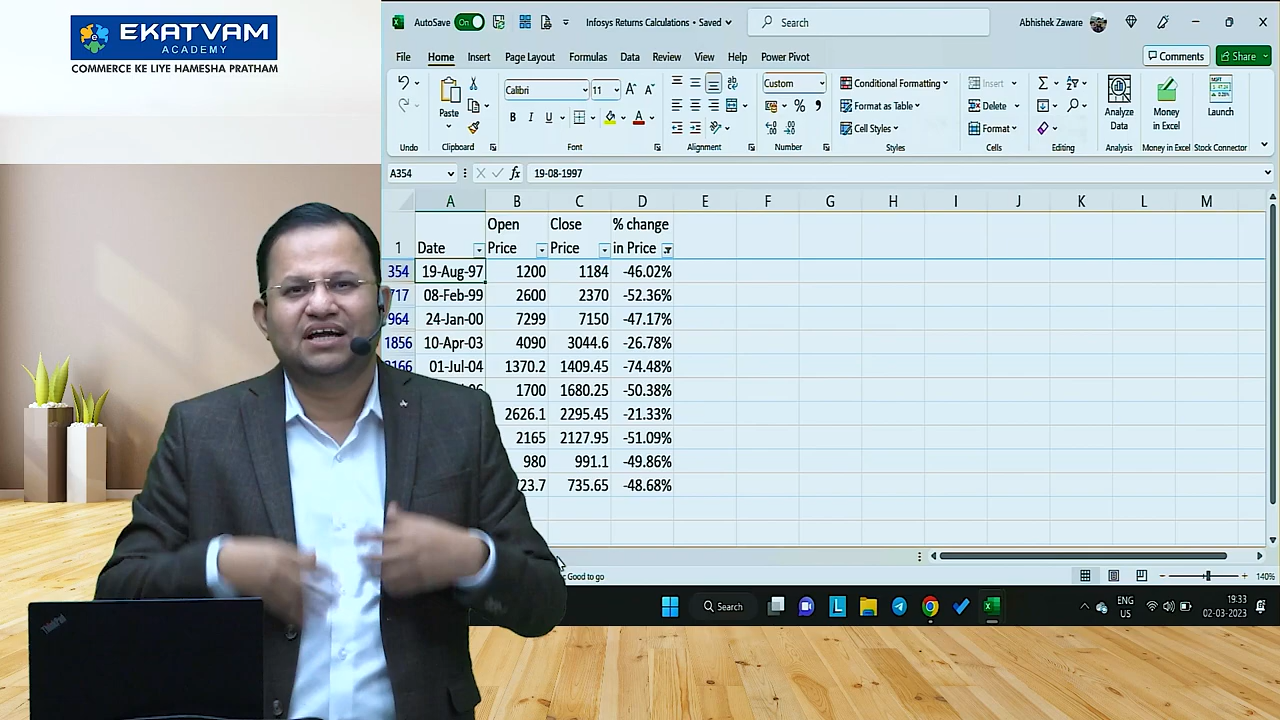 EKATVAM
ACADEMY
COMMERCE KE LIYE HAMESHA PRATHAM
AutoSave On Infosys Returns Calculations • Saved Search Abhishek Zaware
File Home Insert Page Layout Formulas Data Review View Help Power Pivot Comments Share
Calibri 11 Custom Conditional Formatting Insert
Paste Format as Table Delete Analyze Data Money in Excel Launch
B I U A Cell Styles Format
Undo Clipboard Font Alignment Number Styles Cells Editing Analysis Money in Excel Stock Connector
A354 fx 19-08-1997
A B C D E F G H I J K L M
1 Date Open Price Close Price % change in Price
354 19-Aug-97 1200 1184 -46.02%
717 08-Feb-99 2600 2370 -52.36%
964 24-Jan-00 7299 7150 -47.17%
1856 10-Apr-03 4090 3044.6 -26.78%
01-Jul-04 1370.2 1409.45 -74.48%
1700 1680.25 -50.38%
2626.1 2295.45 -21.33%
2165 2127.95 -51.09%
980 991.1 -49.86%
735.65 -48.68%
Good to go 140%
Search L ENG US 19:33 02-03-2023
ThinkPad